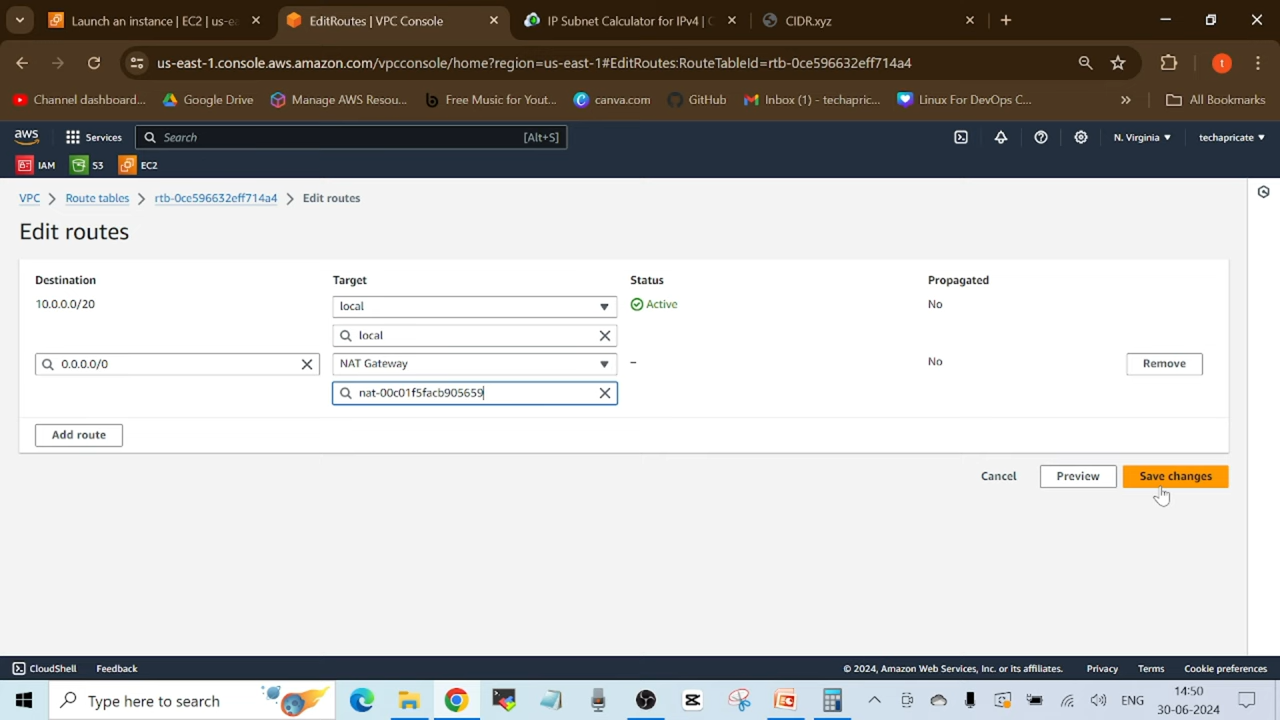 Launch an instance | EC2 | us-e
EditRoutes | VPC Console
IP Subnet Calculator for IPv4 | C
CIDR.xyz
us-east-1.console.aws.amazon.com/vpcconsole/home?region=us-east-1#EditRoutes:RouteTableId=rtb-0ce596632eff714a4
t
Channel dashboard...
Google Drive
Manage AWS Resou...
Free Music for Yout...
canva.com
GitHub
Inbox (1) - techapric...
Linux For DevOps C...
»
All Bookmarks
aws
Services
Search
[Alt+S]
N. Virginia
techapricate
IAM
S3
EC2
VPC
Route tables
rtb-0ce596632eff714a4
Edit routes
Edit routes
Destination
Target
Status
Propagated
10.0.0.0/20
local
Active
No
local
0.0.0.0/0
NAT Gateway
–
No
Remove
nat-00c01f5facb905659
Add route
Cancel
Preview
Save changes
CloudShell
Feedback
© 2024, Amazon Web Services, Inc. or its affiliates.
Privacy
Terms
Cookie preferences
Type here to search
ENG
14:50
30-06-2024